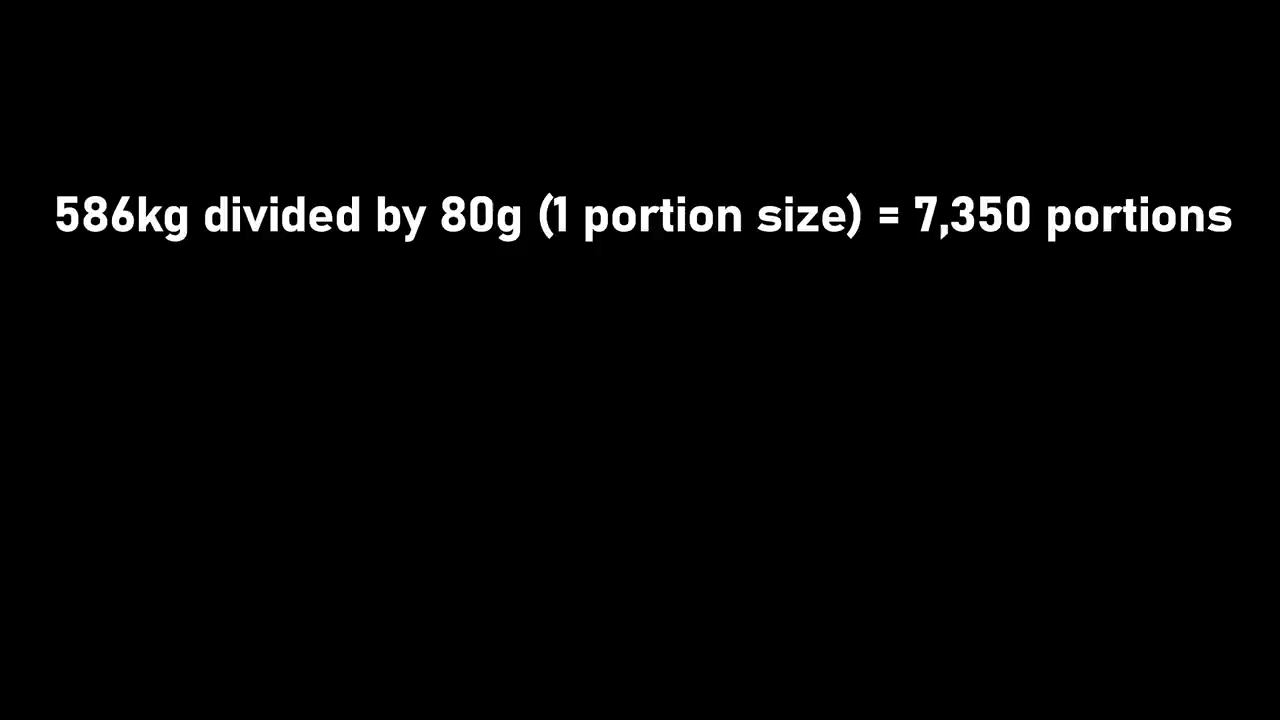 586kg divided by 80g (1 portion size) = 7,350 portions